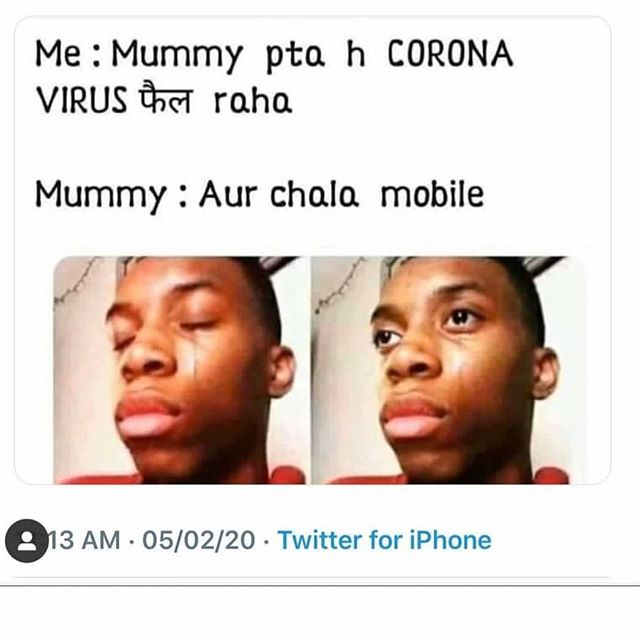 Me : Mummy pta h CORONA
VIRUS फैल raha
Mummy : Aur chala mobile
13 AM · 05/02/20 · Twitter for iPhone